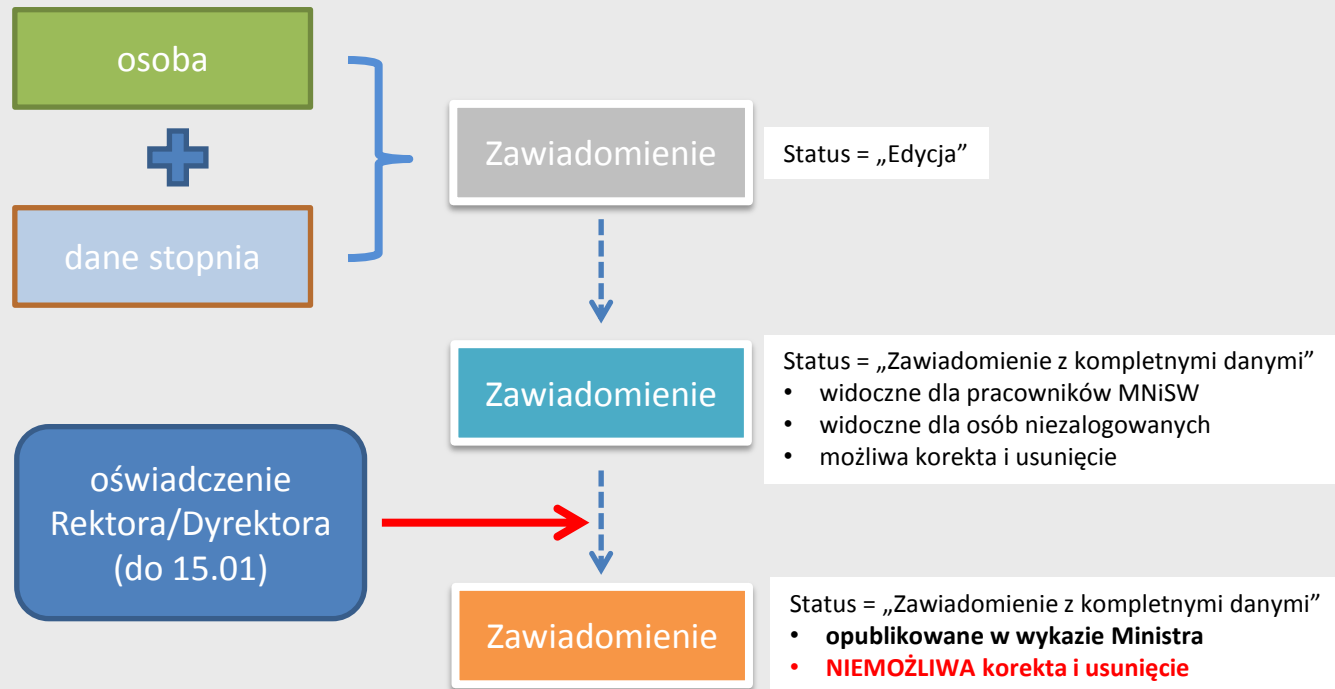 osoba
dane stopnia
Zawiadomienie
Status = „Edycja”
Zawiadomienie
Status = „Zawiadomienie z kompletnymi danymi”
• widoczne dla pracowników MNiSW
• widoczne dla osób niezalogowanych
• możliwa korekta i usunięcie
oświadczenie
Rektora/Dyrektora
(do 15.01)
Zawiadomienie
Status = „Zawiadomienie z kompletnymi danymi”
• opublikowane w wykazie Ministra
• NIEMOŻLIWA korekta i usunięcie